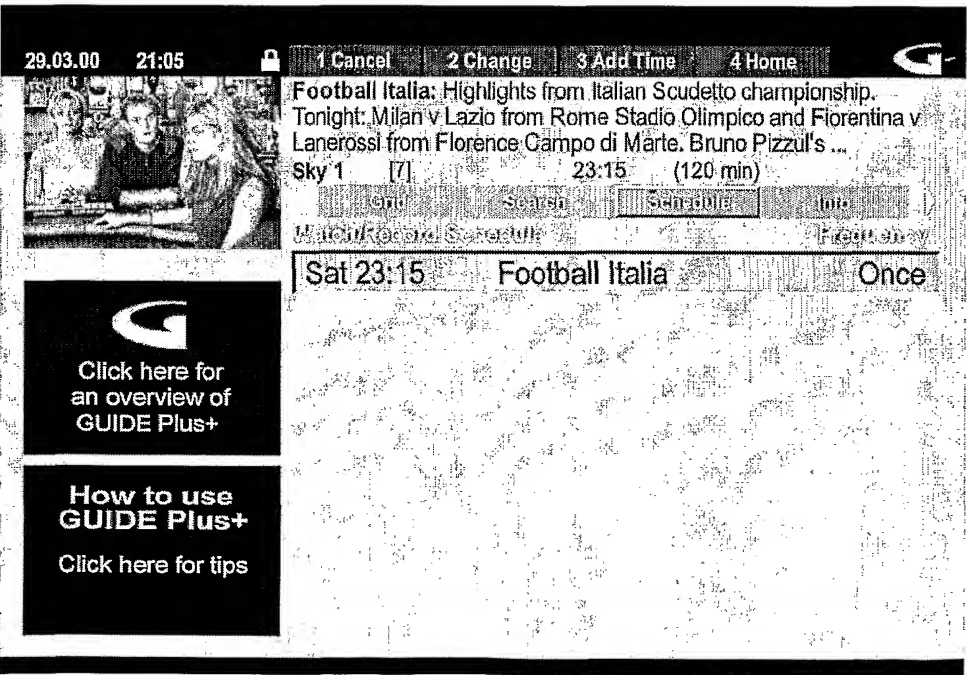 29.03.00 21:05 1 Cancel 2 Change 3 Add Time 4 Home
Football Italia: Highlights from Italian Scudetto championship.
Tonight: Milan v Lazio from Rome Stadio Olimpico and Fiorentina v
Lanerossi from Florence Campo di Marte. Bruno Pizzul's ...
Sky 1 [7] 23:15 (120 min)
Grid Search Schedule Info
Watch/Record Schedule Frequency
Sat 23:15 Football Italia Once
Click here for
an overview of
GUIDE Plus+
How to use
GUIDE Plus+
Click here for tips